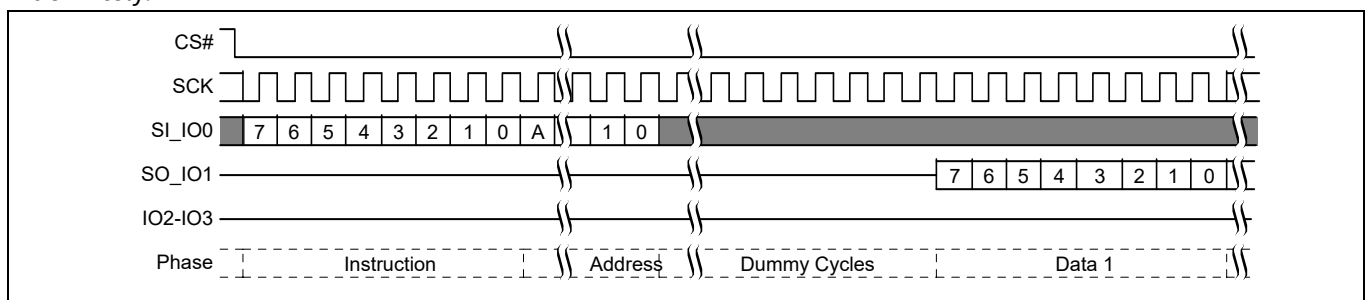 CS#
SCK
SI_IO0 7 6 5 4 3 2 1 0 A 1 0
SO_IO1 7 6 5 4 3 2 1 0
IO2-IO3
Phase Instruction Address Dummy Cycles Data 1